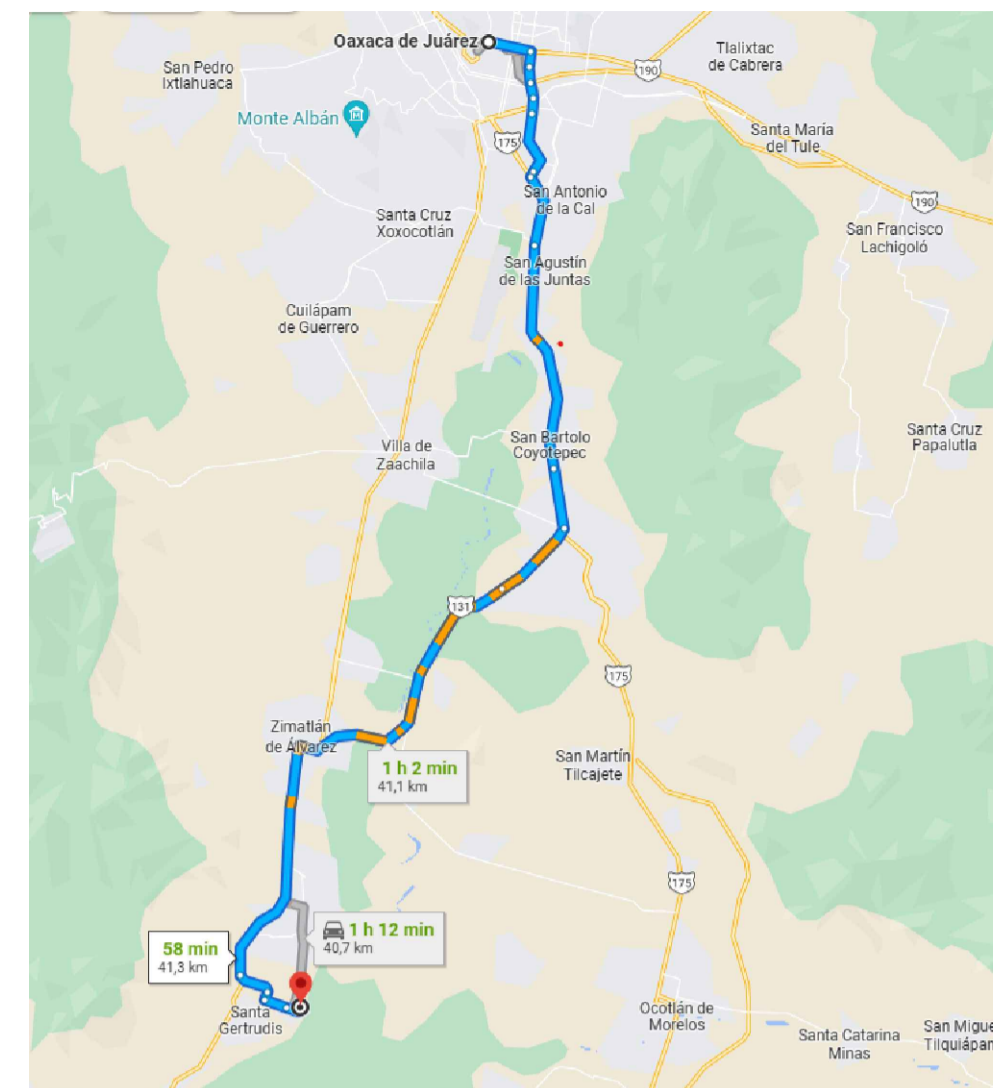 Oaxaca de Juárez
Tlalixtac
de Cabrera
San Pedro
Ixtlahuaca
190
Monte Albán
Santa María
del Tule
175
San Antonio
de la Cal
190
Santa Cruz
Xoxocotlán
San Francisco
Lachigoló
San Agustín
de las Juntas
Cuilápam
de Guerrero
Santa Cruz
Papalutla
San Bartolo
Coyotepec
Villa de
Zaachila
131
175
Zimatlán
de Álvarez
1 h 2 min
41,1 km
San Martín
Tilcajete
175
1 h 12 min
40,7 km
58 min
41,3 km
Santa
Gertrudis
Ocotlán de
Morelos
Santa Catarina
Minas
San Migue
Tilquiápan